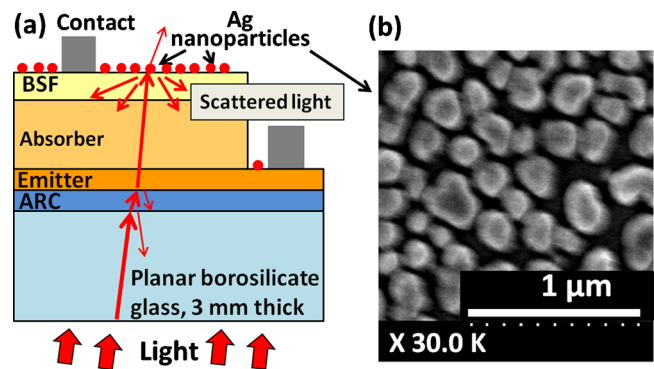 (a)
Contact
Ag
nanoparticles
(b)
BSF
Scattered light
Absorber
Emitter
ARC
Planar borosilicate
glass, 3 mm thick
Light
1 µm
X 30.0 K